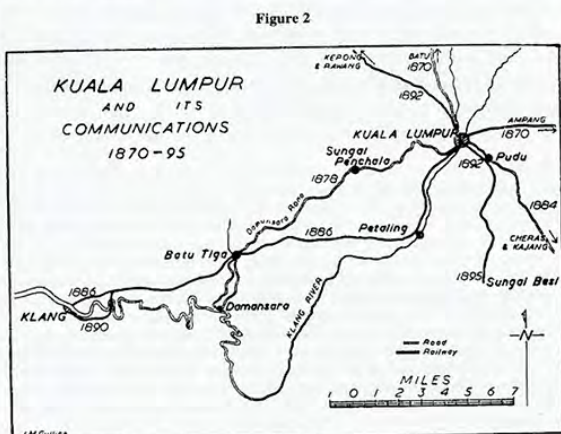 Figure 2
KUALA LUMPUR
AND ITS
COMMUNICATIONS
1870-95
KEPONG
& RAWANG
BATU
1870
1892
AMPANG
1870
KUALA LUMPUR
Sungai
Penchala
1892
Pudu
1878
1884
Damansara Road
CHERAS
& KAJANG
1886
Petaling
Batu Tiga
1895
Sungai Besi
1886
KLANG
1890
Damansara
KLANG RIVER
N
Road
Railway
MILES
1 0 1 2 3 4 5 6 7